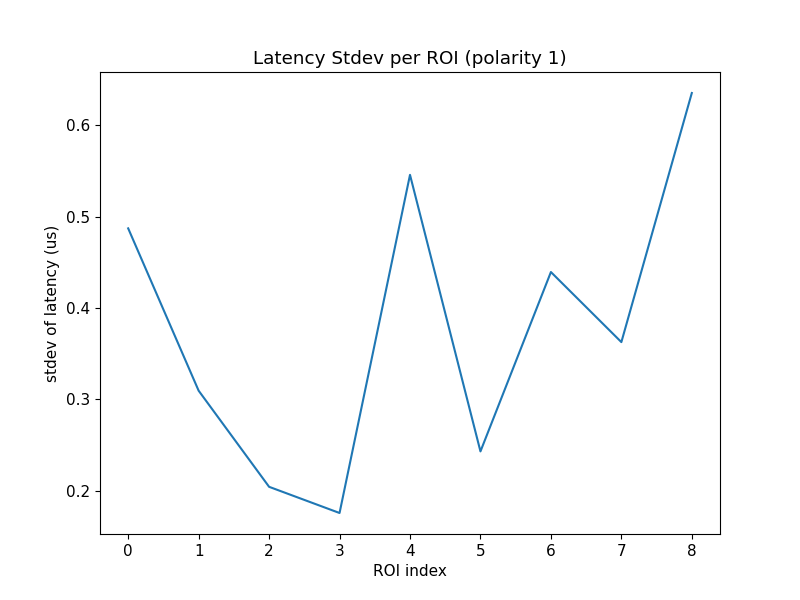 Latency Stdev per ROI (polarity 1)
stdev of latency (us)
0.6
0.5
0.4
0.3
0.2
0 1 2 3 4 5 6 7 8
ROI index